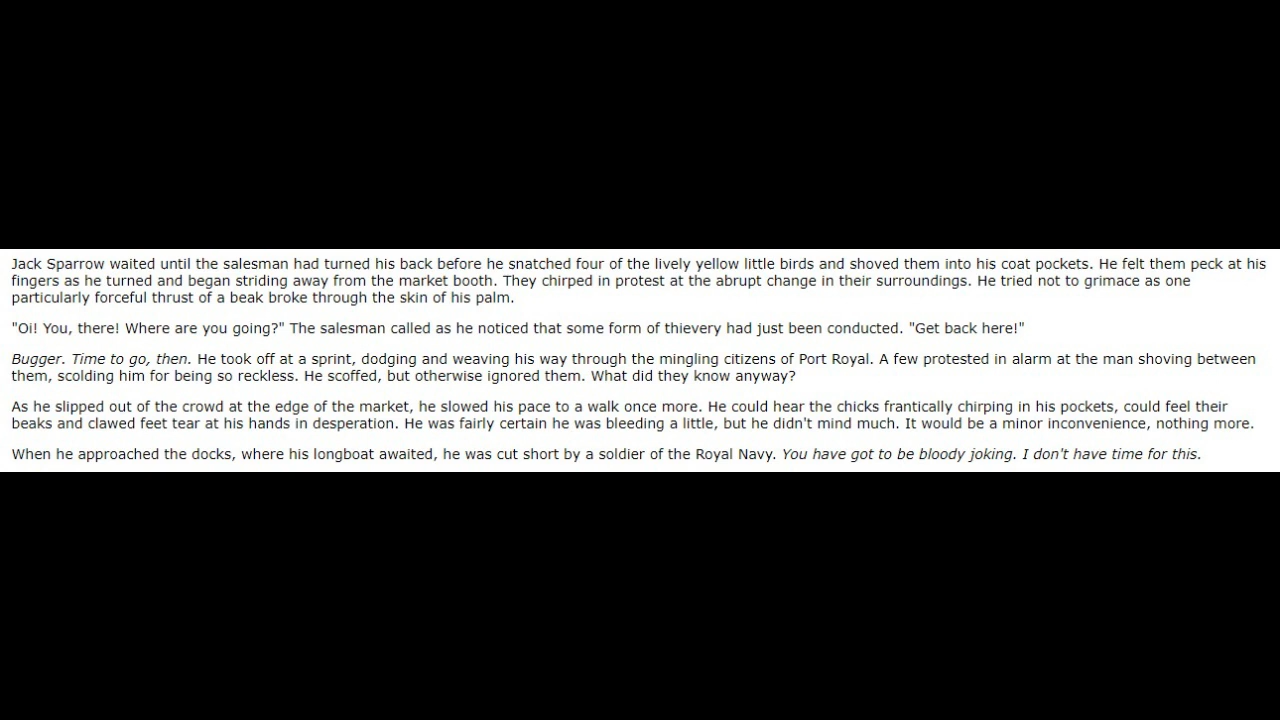 Jack Sparrow waited until the salesman had turned his back before he snatched four of the lively yellow little birds and shoved them into his coat pockets. He felt them peck at his
fingers as he turned and began striding away from the market booth. They chirped in protest at the abrupt change in their surroundings. He tried not to grimace as one
particularly forceful thrust of a beak broke through the skin of his palm.
"Oi! You, there! Where are you going?" The salesman called as he noticed that some form of thievery had just been conducted. "Get back here!"
Bugger. Time to go, then. He took off at a sprint, dodging and weaving his way through the mingling citizens of Port Royal. A few protested in alarm at the man shoving between
them, scolding him for being so reckless. He scoffed, but otherwise ignored them. What did they know anyway?
As he slipped out of the crowd at the edge of the market, he slowed his pace to a walk once more. He could hear the chicks frantically chirping in his pockets, could feel their
beaks and clawed feet tear at his hands in desperation. He was fairly certain he was bleeding a little, but he didn't mind much. It would be a minor inconvenience, nothing more.
When he approached the docks, where his longboat awaited, he was cut short by a soldier of the Royal Navy. You have got to be bloody joking. I don't have time for this.